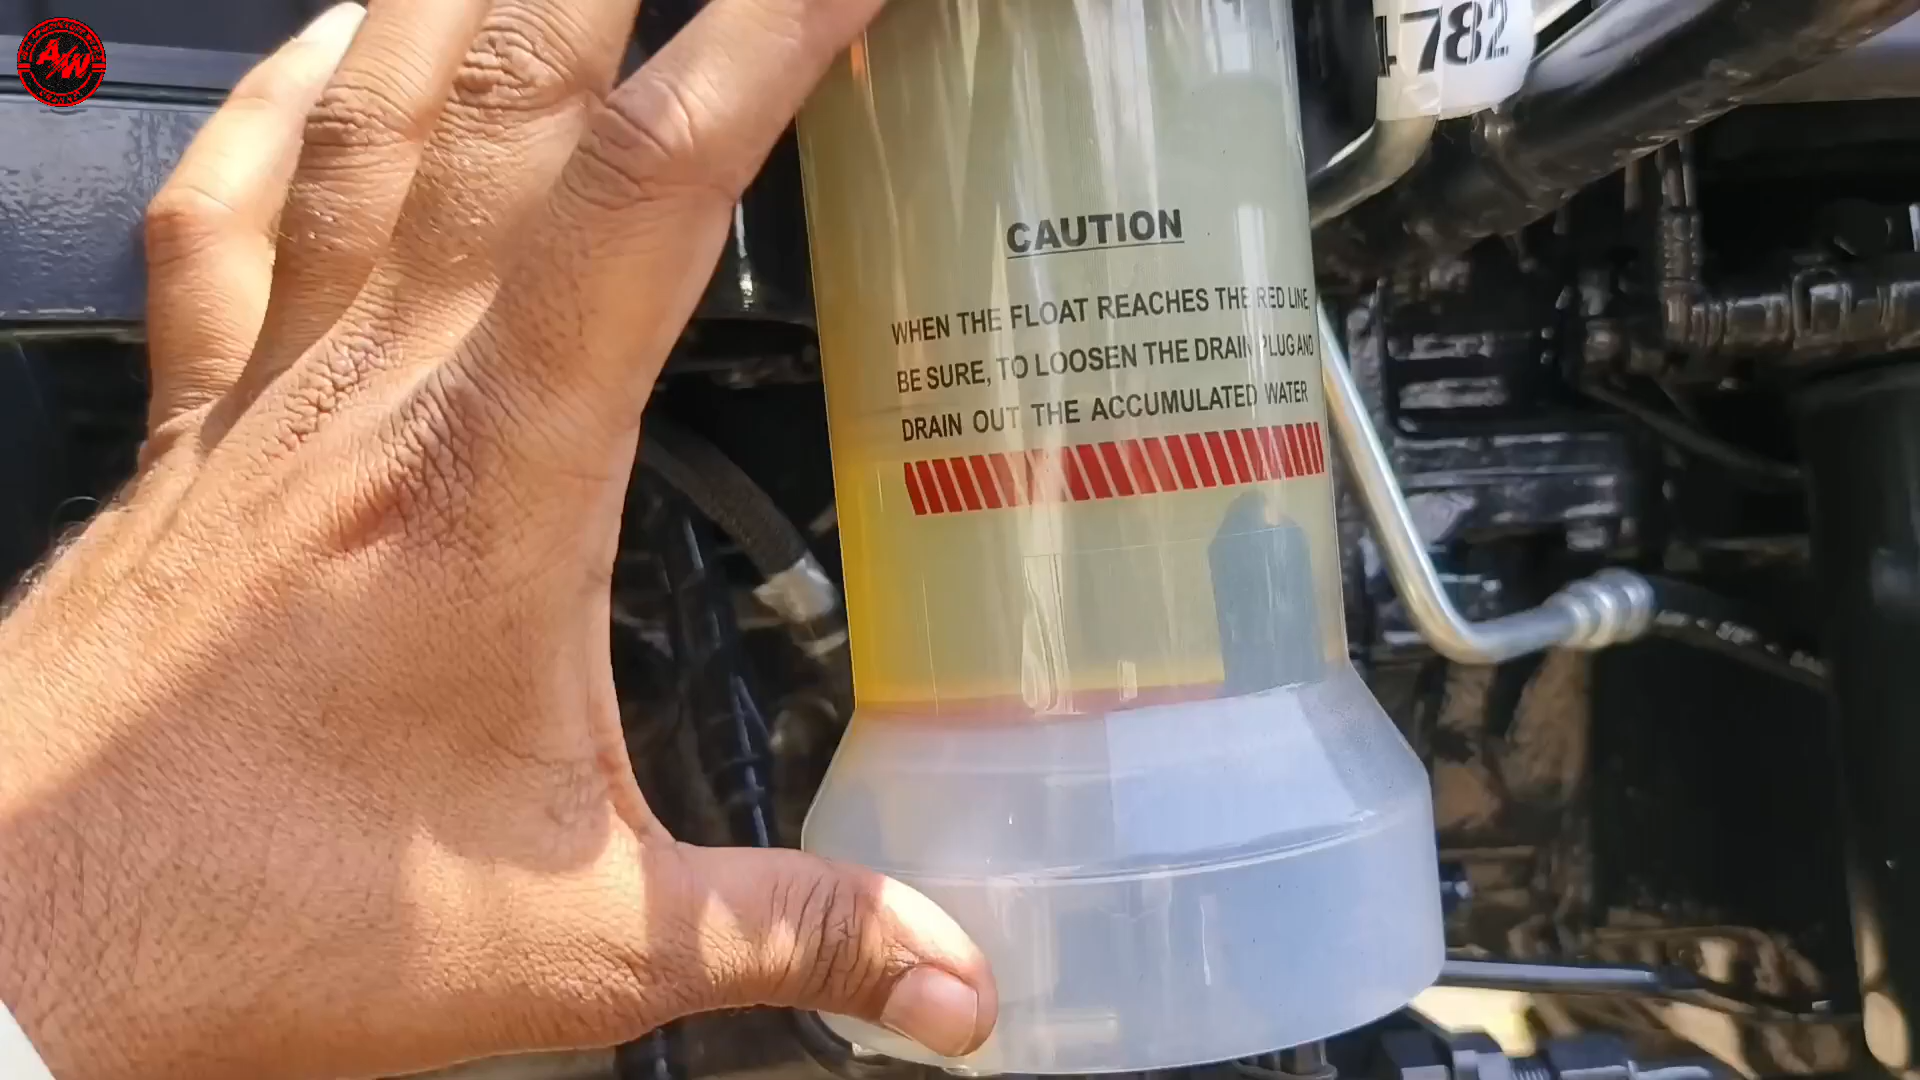 AW
782
CAUTION
WHEN THE FLOAT REACHES THE RED LINE,
BE SURE, TO LOOSEN THE DRAIN PLUG AND
DRAIN OUT THE ACCUMULATED WATER